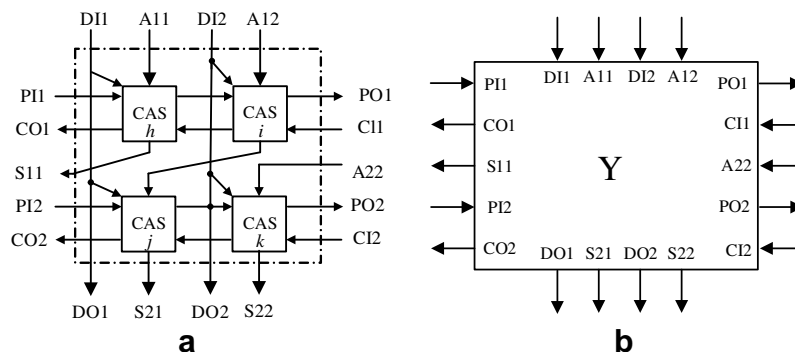 DI1 A11 DI2 A12
PI1 PO1
CAS h CAS i
CO1 C11
S11 A22
PI2 PO2
CAS j CAS k
CO2 CI2
DO1 S21 DO2 S22
a
DI1 A11 DI2 A12
PI1 PO1
CO1 CI1
S11 Y A22
PI2 PO2
CO2 CI2
DO1 S21 DO2 S22
b